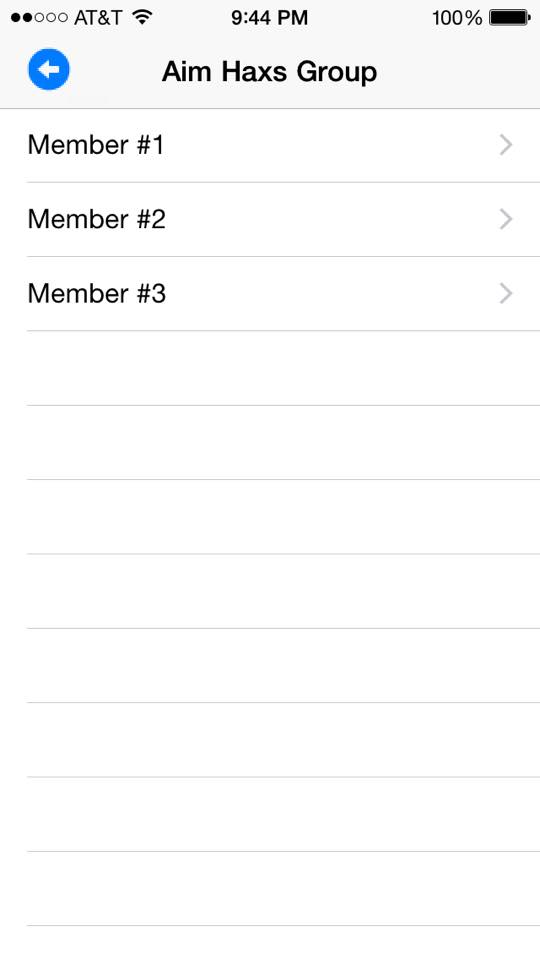 AT&T 9:44 PM 100%
Aim Haxs Group
Member #1
Member #2
Member #3